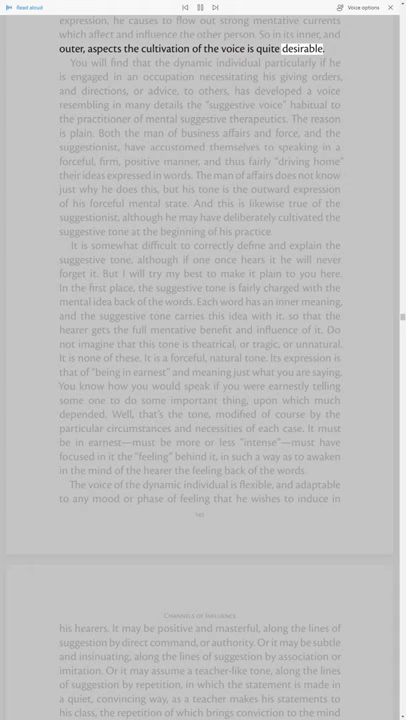 Read aloud
Voice options
expression, he causes to flow out strong mentative currents
which affect and influence the other person. So in its inner, and
outer, aspects the cultivation of the voice is quite desirable.
You will find that the dynamic individual particularly if he
is engaged in an occupation necessitating his giving orders,
and directions, or advice, to others, has developed a voice
resembling in many details the “suggestive voice” habitual to
the practitioner of mental suggestive therapeutics. The reason
is plain. Both the man of business affairs and force, and the
suggestionist, have accustomed themselves to speaking in a
forceful, firm, positive manner, and thus fairly “driving home”
their ideas expressed in words. The man of affairs does not know
just why he does this, but his tone is the outward expression
of his forceful mental state. And this is likewise true of the
suggestionist, although he may have deliberately cultivated the
suggestive tone at the beginning of his practice.
It is somewhat difficult to correctly define and explain the
suggestive tone, although if one once hears it he will never
forget it. But I will try my best to make it plain to you here.
In the first place, the suggestive tone is fairly charged with the
mental idea back of the words. Each word has an inner meaning,
and the suggestive tone carries this idea with it, so that the
hearer gets the full mentative benefit and influence of it. Do
not imagine that this tone is theatrical, or tragic, or unnatural.
It is none of these. It is a forceful, natural tone. Its expression is
that of “being in earnest” and meaning just what you are saying.
You know how you would speak if you were earnestly telling
some one to do some important thing, upon which much
depended. Well, that’s the tone, modified of course by the
particular circumstances and necessities of each case. It must
be in earnest—must be more or less “intense”—must have
focused in it the “feeling” behind it, in such a way as to awaken
in the mind of the hearer the feeling back of the words.
The voice of the dynamic individual is flexible, and adaptable
to any mood or phase of feeling that he wishes to induce in
Channels of Influence
his hearers. It may be positive and masterful, along the lines of
suggestion by direct command, or authority. Or it may be subtle
and insinuating, along the lines of suggestion by association or
imitation. Or it may assume a teacher-like tone, along the lines
of suggestion by repetition, in which the statement is made in
a quiet, convincing way, as a teacher makes his statements to
his class, the repetition of which brings conviction to the mind